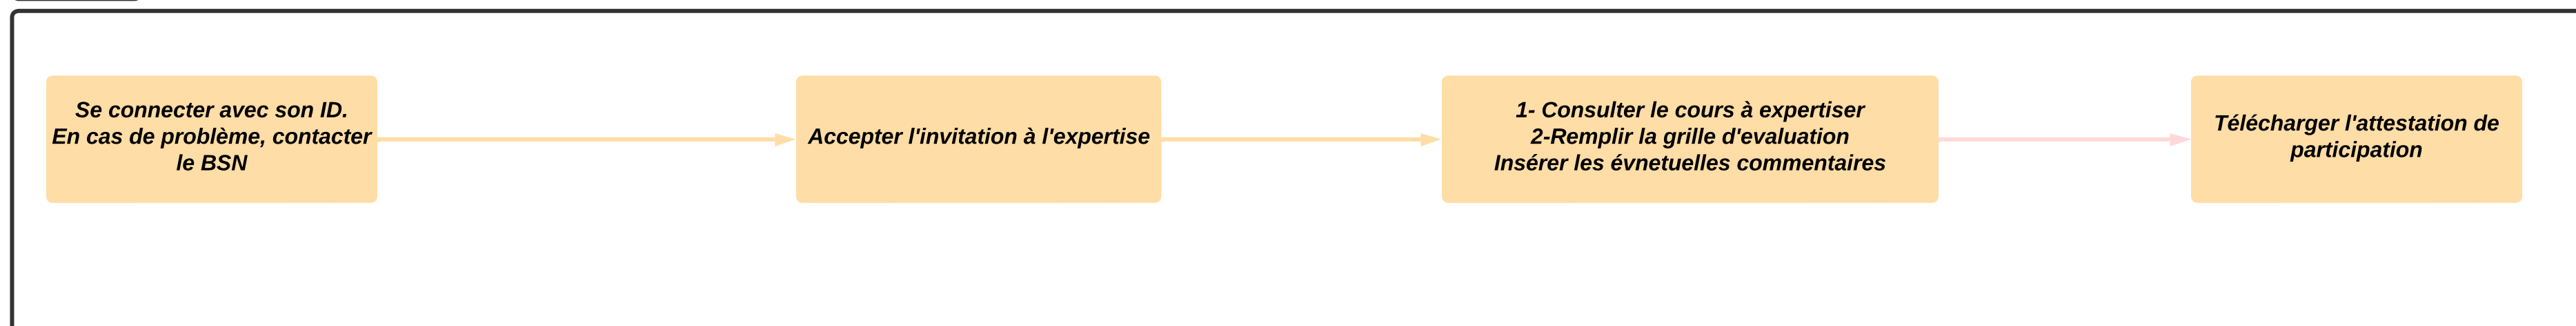 Se connecter avec son ID.
En cas de problème, contacter
le BSN
Accepter l'invitation à l'expertise
1- Consulter le cours à expertiser
2-Remplir la grille d'evaluation
Insérer les évnetuelles commentaires
Télécharger l'attestation de
participation